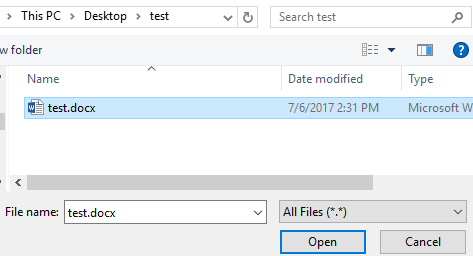 This PC > Desktop > test
Search test
w folder
?
Name Date modified Type
test.docx 7/6/2017 2:31 PM Microsoft W
File name: test.docx All Files (*.*)
Open Cancel